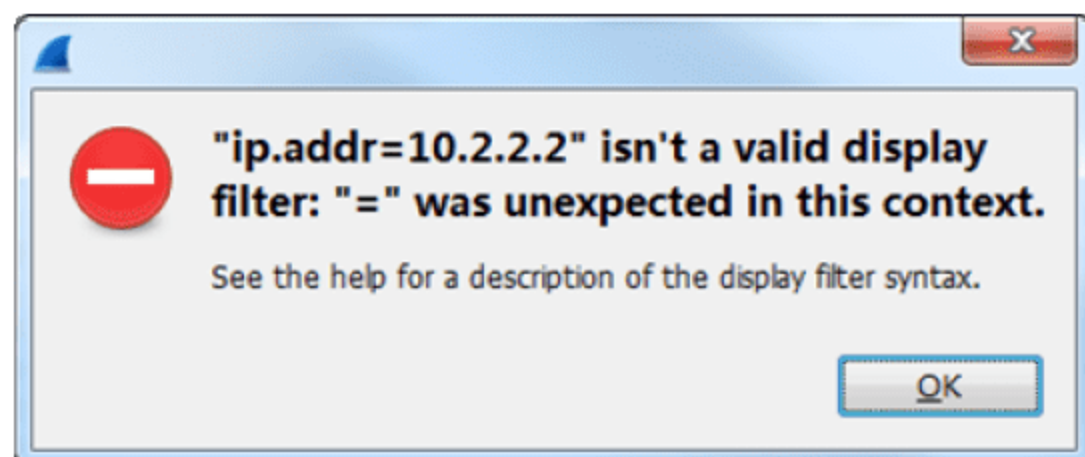 "ip.addr=10.2.2.2" isn't a valid display
filter: "=" was unexpected in this context.
See the help for a description of the display filter syntax.
OK